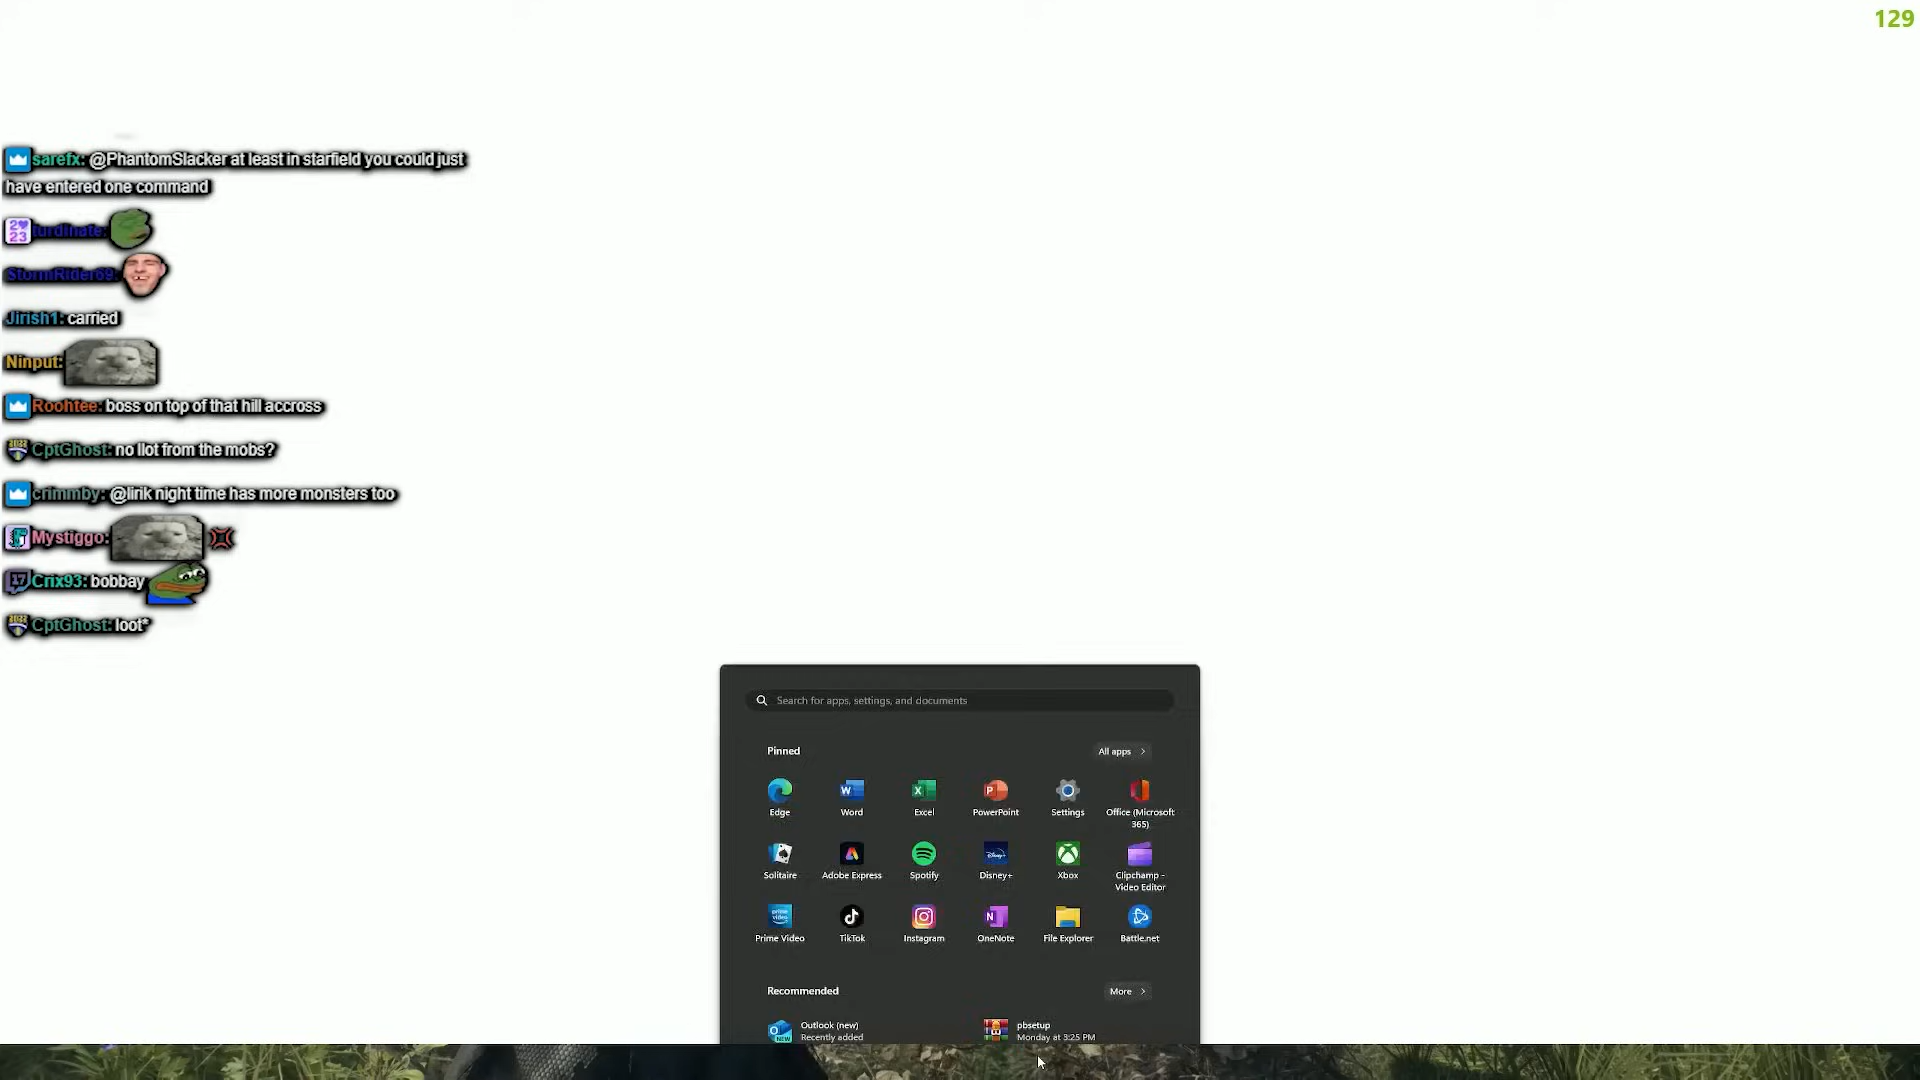 129
sarefx: @PhantomSlacker at least in starfield you could just
have entered one command
turdinate:
StormRider69:
Jirish1: carried
Ninput:
Roohtee: boss on top of that hill accross
CptGhost: no llot from the mobs?
crimmby: @lirik night time has more monsters too
Mystiggo:
Crix93: bobbay
CptGhost: loot*
Search for apps, settings, and documents
Pinned
All apps
Edge
Word
Excel
PowerPoint
Settings
Office (Microsoft
365)
Solitaire
Adobe Express
Spotify
Disney+
Xbox
Clipchamp -
Video Editor
Prime Video
TikTok
Instagram
OneNote
File Explorer
Battle.net
Recommended
More
Outlook (new)
Recently added
pbsetup
Monday at 3:25 PM